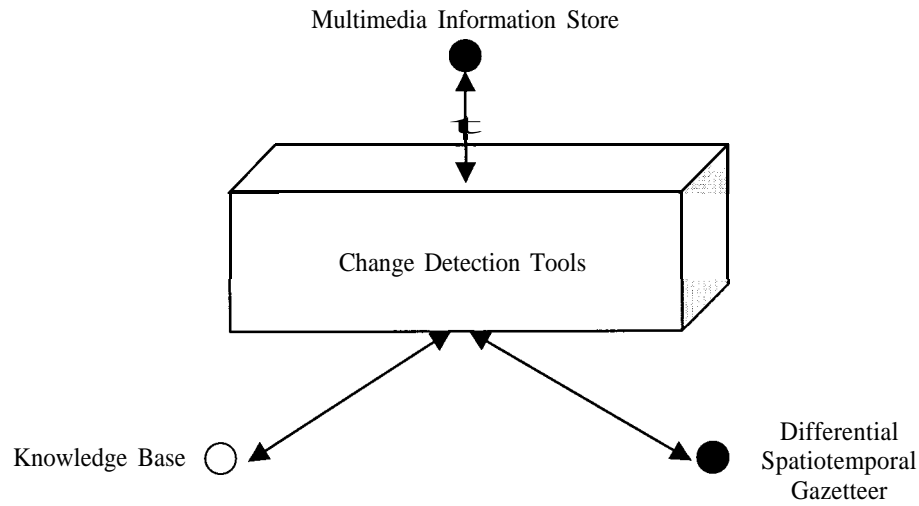 Multimedia Information Store
Change Detection Tools
Knowledge Base
Differential
Spatiotemporal
Gazetteer